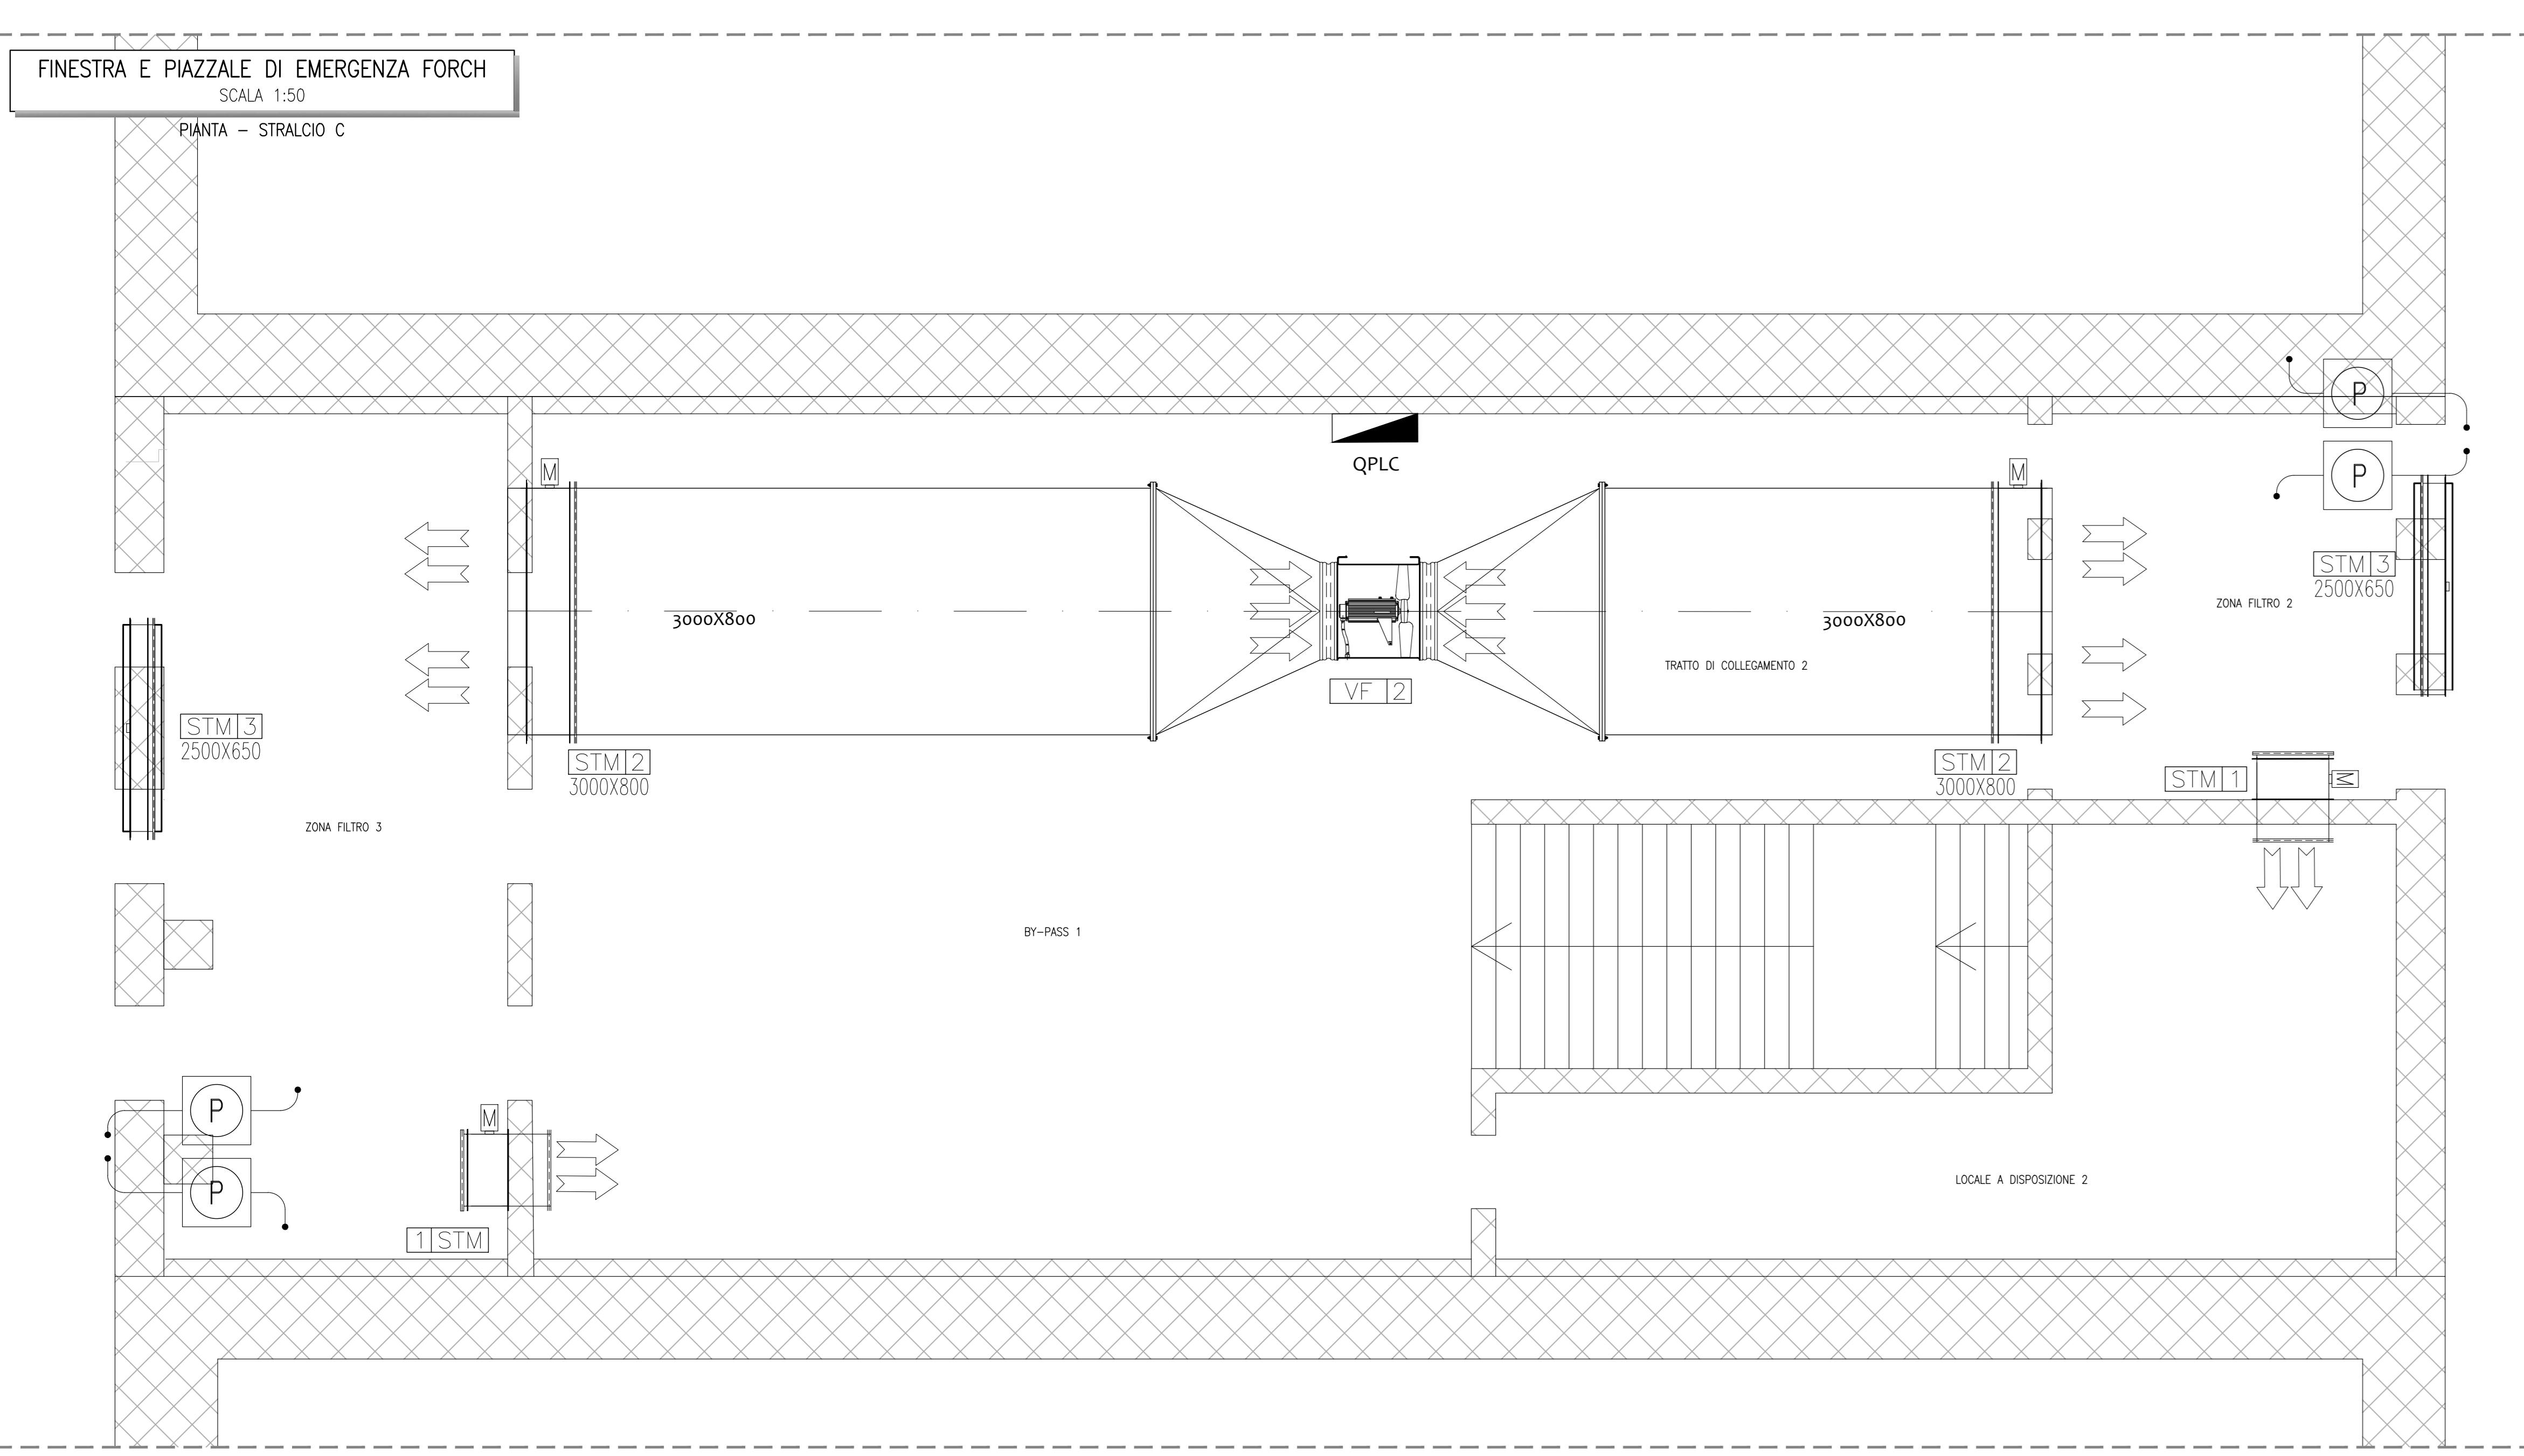 FINESTRA E PIAZZALE DI EMERGENZA FORCH
SCALA 1:50
PIANTA – STRALCIO C
P
P
QPLC
M
M
STM 3
2500X650
ZONA FILTRO 2
3000X800
3000X800
TRATTO DI COLLEGAMENTO 2
VF 2
STM 3
2500X650
STM 2
3000X800
STM 2
3000X800
STM 1
M
ZONA FILTRO 3
BY–PASS 1
P
M
P
LOCALE A DISPOSIZIONE 2
1 STM